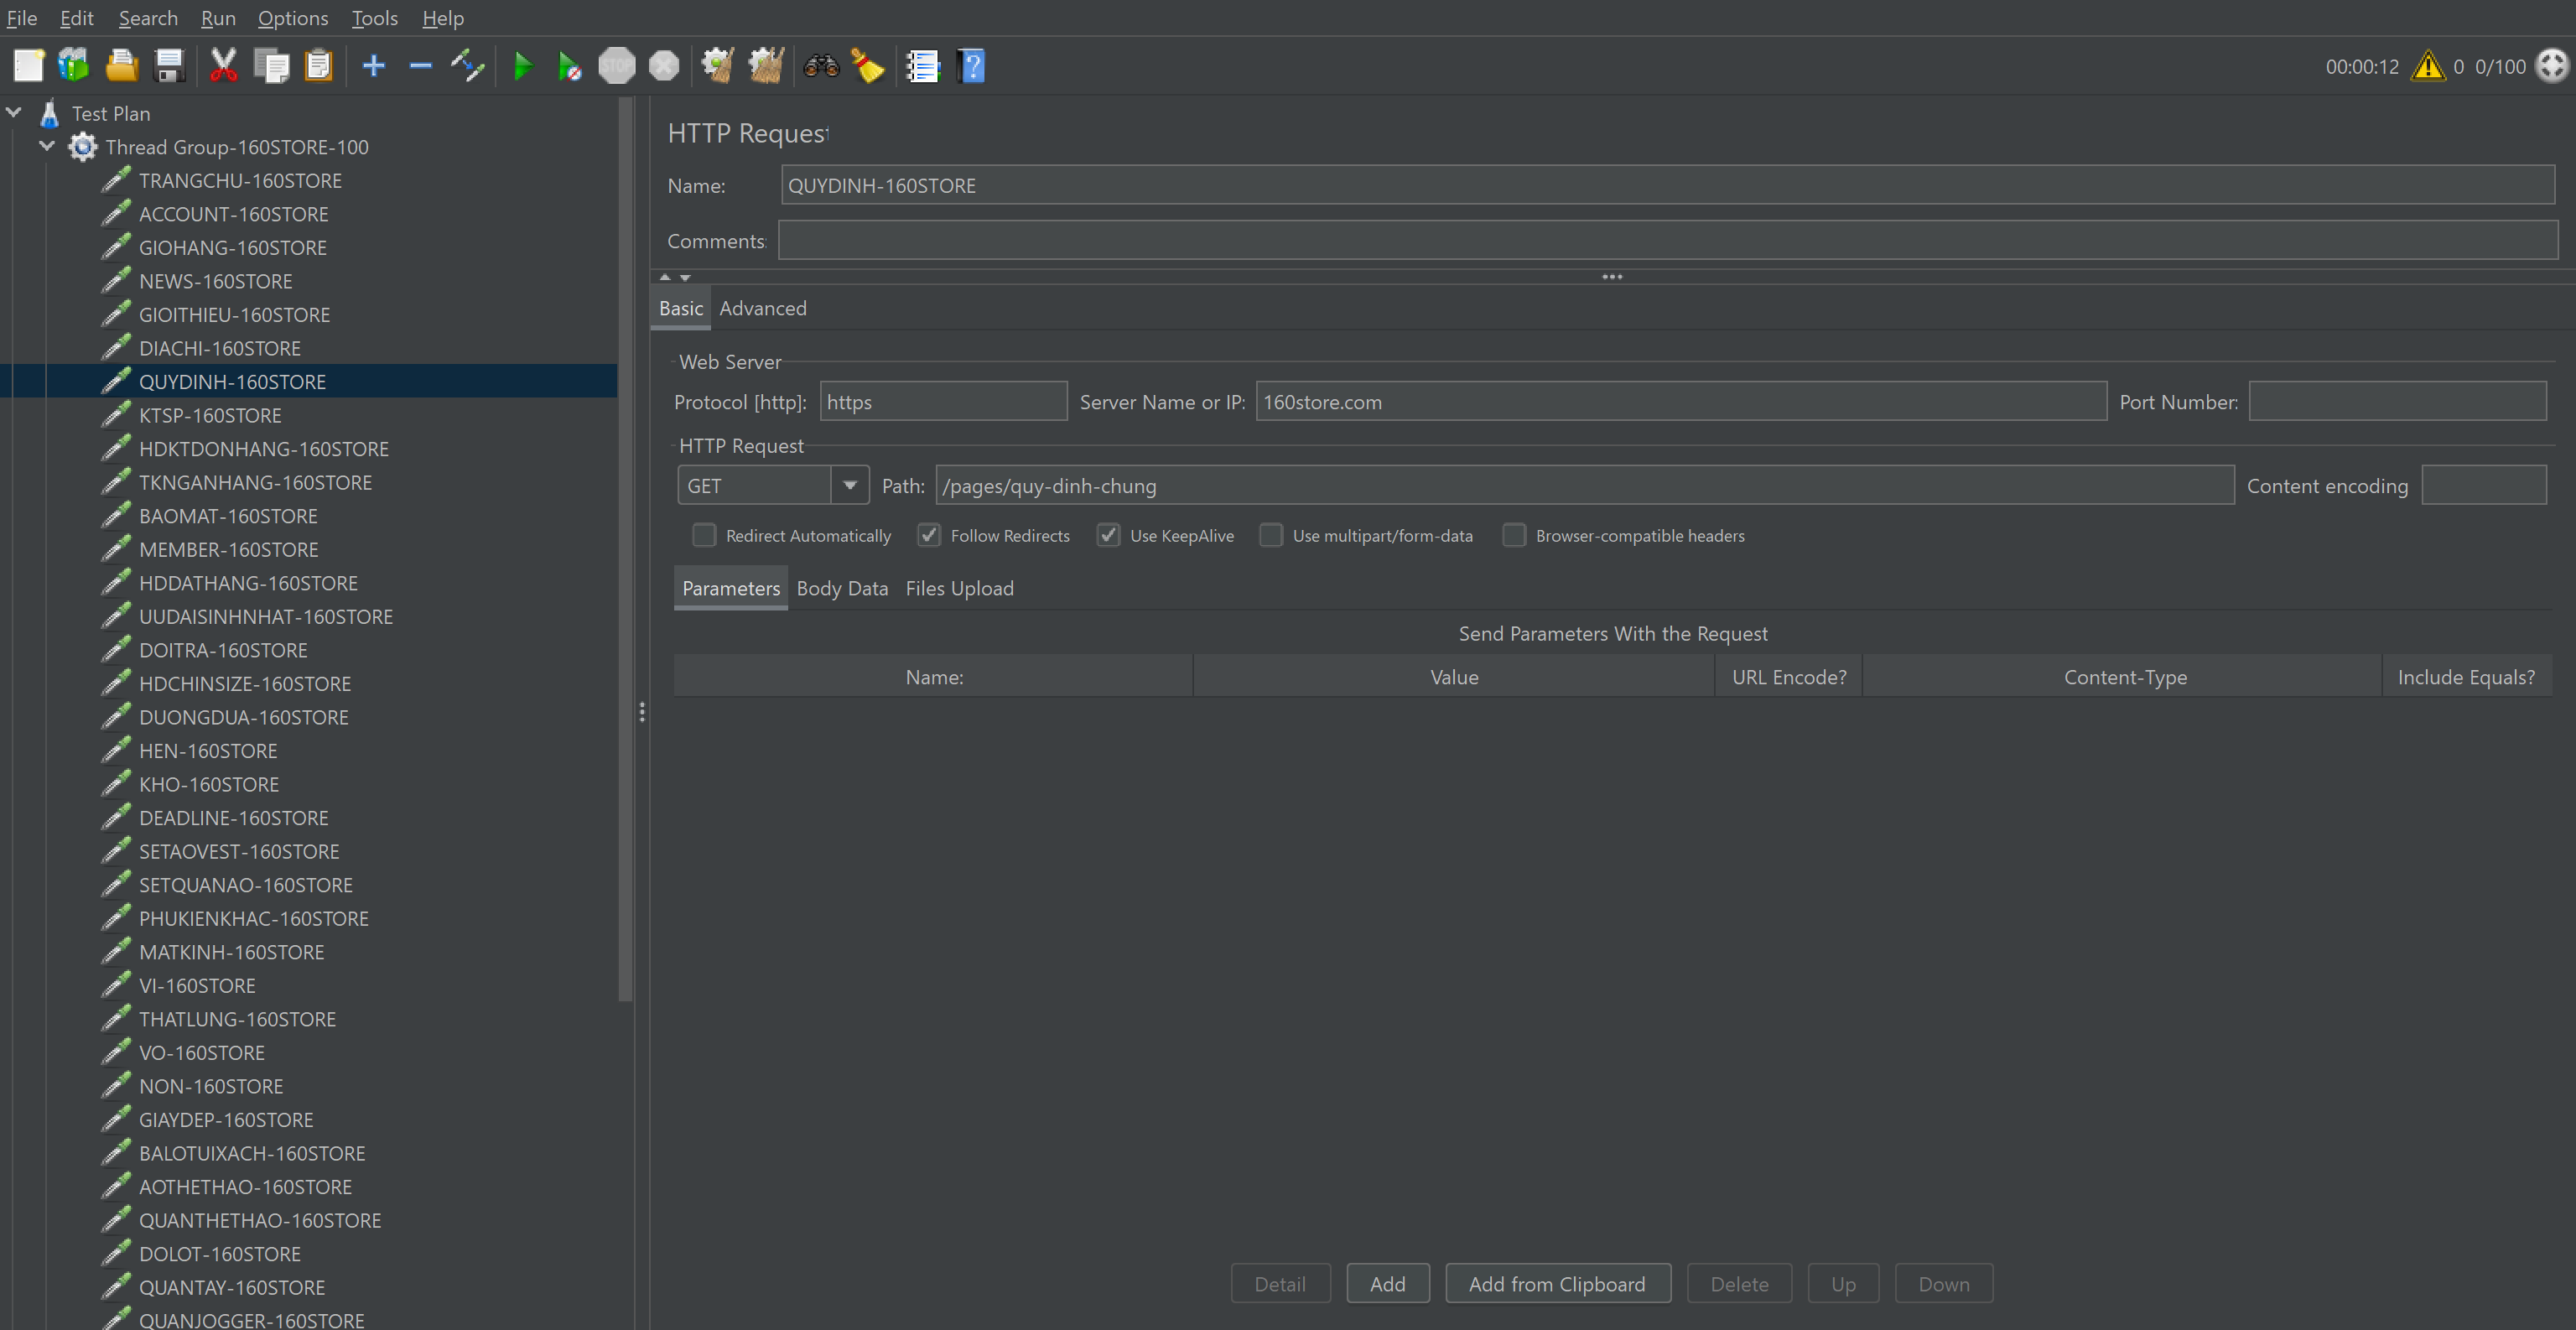 File Edit Search Run Options Tools Help
STOP
00:00:12 0 0/100
Test Plan
Thread Group-160STORE-100
TRANGCHU-160STORE
ACCOUNT-160STORE
GIOHANG-160STORE
NEWS-160STORE
GIOITHIEU-160STORE
DIACHI-160STORE
QUYDINH-160STORE
KTSP-160STORE
HDKTDONHANG-160STORE
TKNGANHANG-160STORE
BAOMAT-160STORE
MEMBER-160STORE
HDDATHANG-160STORE
UUDAISINHNHAT-160STORE
DOITRA-160STORE
HDCHINSIZE-160STORE
DUONGDUA-160STORE
HEN-160STORE
KHO-160STORE
DEADLINE-160STORE
SETAOVEST-160STORE
SETQUANAO-160STORE
PHUKIENKHAC-160STORE
MATKINH-160STORE
VI-160STORE
THATLUNG-160STORE
VO-160STORE
NON-160STORE
GIAYDEP-160STORE
BALOTUIXACH-160STORE
AOTHETHAO-160STORE
QUANTHETHAO-160STORE
DOLOT-160STORE
QUANTAY-160STORE
QUANJOGGER-160STORE
HTTP Request
Name: QUYDINH-160STORE
Comments:
Basic Advanced
Web Server
Protocol [http]: https Server Name or IP: 160store.com Port Number:
HTTP Request
GET Path: /pages/quy-dinh-chung Content encoding
Redirect Automatically Follow Redirects Use KeepAlive Use multipart/form-data Browser-compatible headers
Parameters Body Data Files Upload
Send Parameters With the Request
Name: Value URL Encode? Content-Type Include Equals?
Detail Add Add from Clipboard Delete Up Down